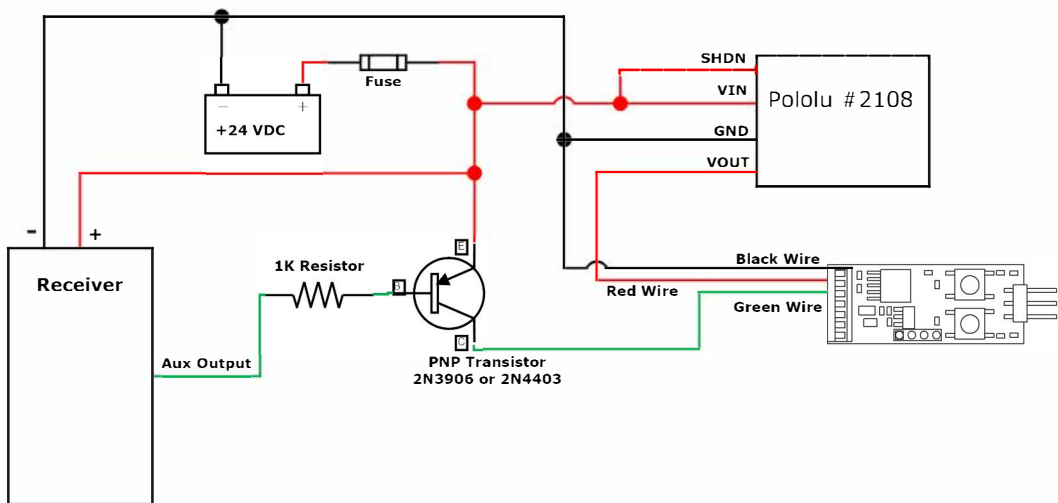 Fuse
− +
+24 VDC
SHDN
VIN
GND
VOUT
Pololu #2108
- +
Receiver
Aux Output
1K Resistor
E
B
C
PNP Transistor
2N3906 or 2N4403
Black Wire
Red Wire
Green Wire